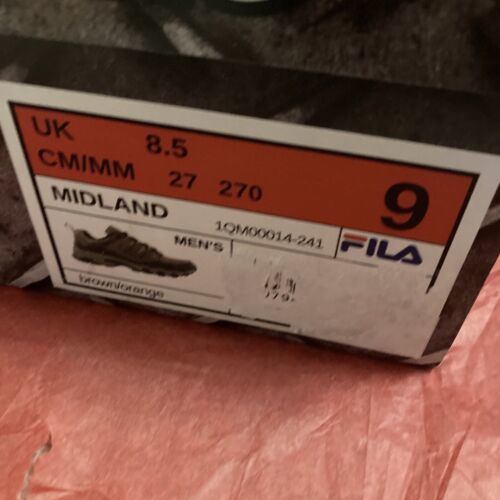 UK 8.5
CM/MM 27 270
9
MIDLAND
1QM00014-241
FILA
MEN'S
brown/orange